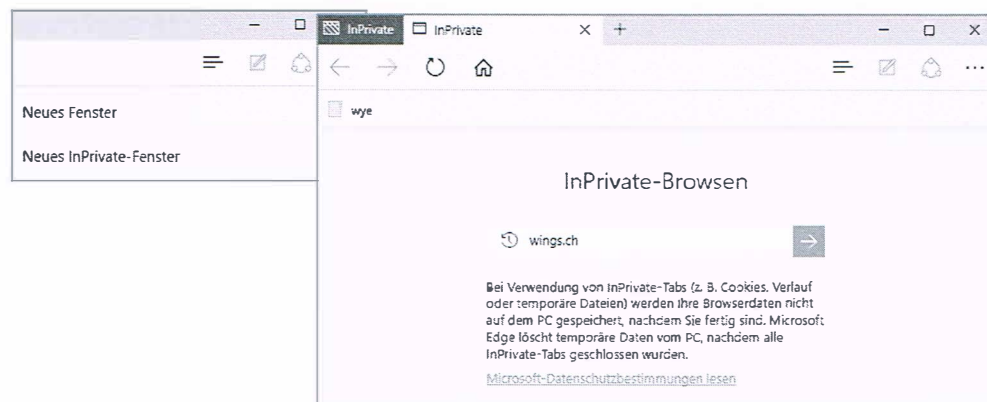 Neues Fenster
Neues InPrivate-Fenster
InPrivate InPrivate
wye
InPrivate-Browsen
wings.ch
Bei Verwendung von InPrivate-Tabs (z. B. Cookies, Verlauf
oder temporäre Dateien) werden Ihre Browserdaten nicht
auf dem PC gespeichert, nachdem Sie fertig sind. Microsoft
Edge löscht temporäre Daten vom PC, nachdem alle
InPrivate-Tabs geschlossen wurden.
Microsoft-Datenschutzbestimmungen lesen